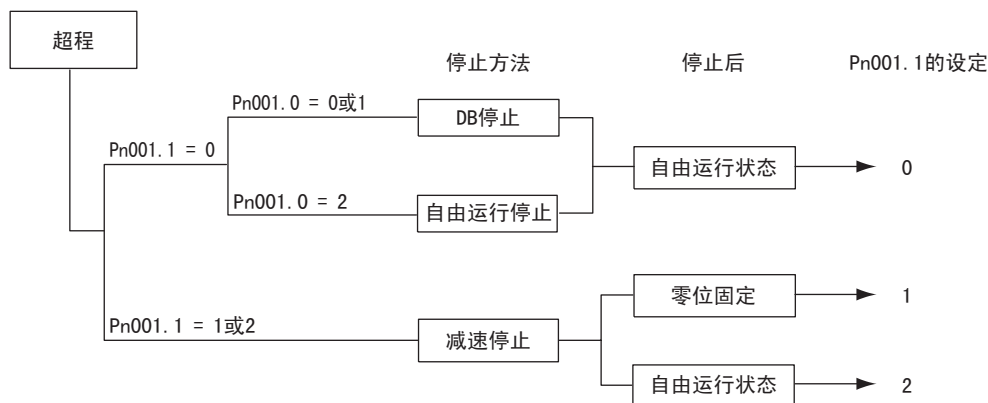 超程
停止方法 停止后 Pn001.1的设定
Pn001.0 = 0或1
DB停止
Pn001.1 = 0
自由运行状态
0
Pn001.0 = 2
自由运行停止
零位固定
1
Pn001.1 = 1或2
减速停止
自由运行状态
2